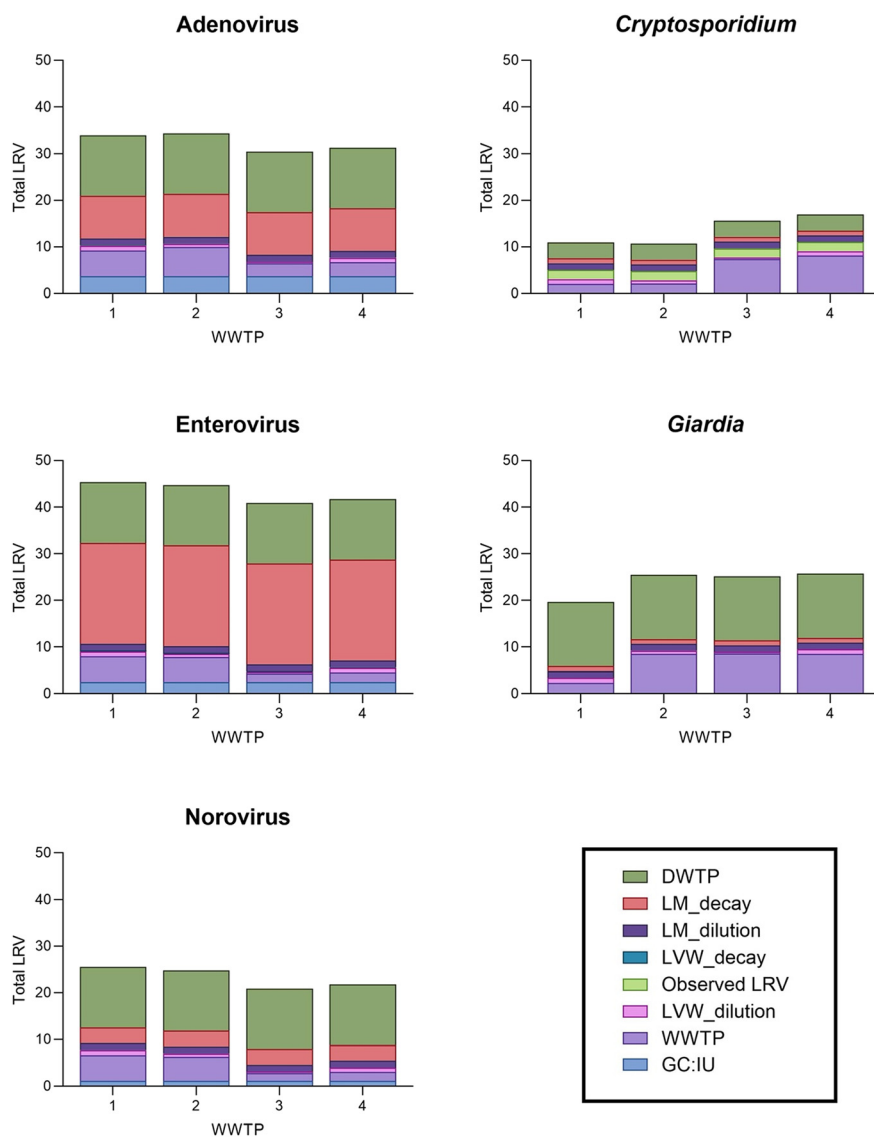 Adenovirus
50
40
30
20
10
0
Total LRV
1 2 3 4
WWTP
Cryptosporidium
50
40
30
20
10
0
Total LRV
1 2 3 4
WWTP
Enterovirus
50
40
30
20
10
0
Total LRV
1 2 3 4
WWTP
Giardia
50
40
30
20
10
0
Total LRV
1 2 3 4
WWTP
Norovirus
50
40
30
20
10
0
Total LRV
1 2 3 4
WWTP
DWTP
LM_decay
LM_dilution
LVW_decay
Observed LRV
LVW_dilution
WWTP
GC:IU